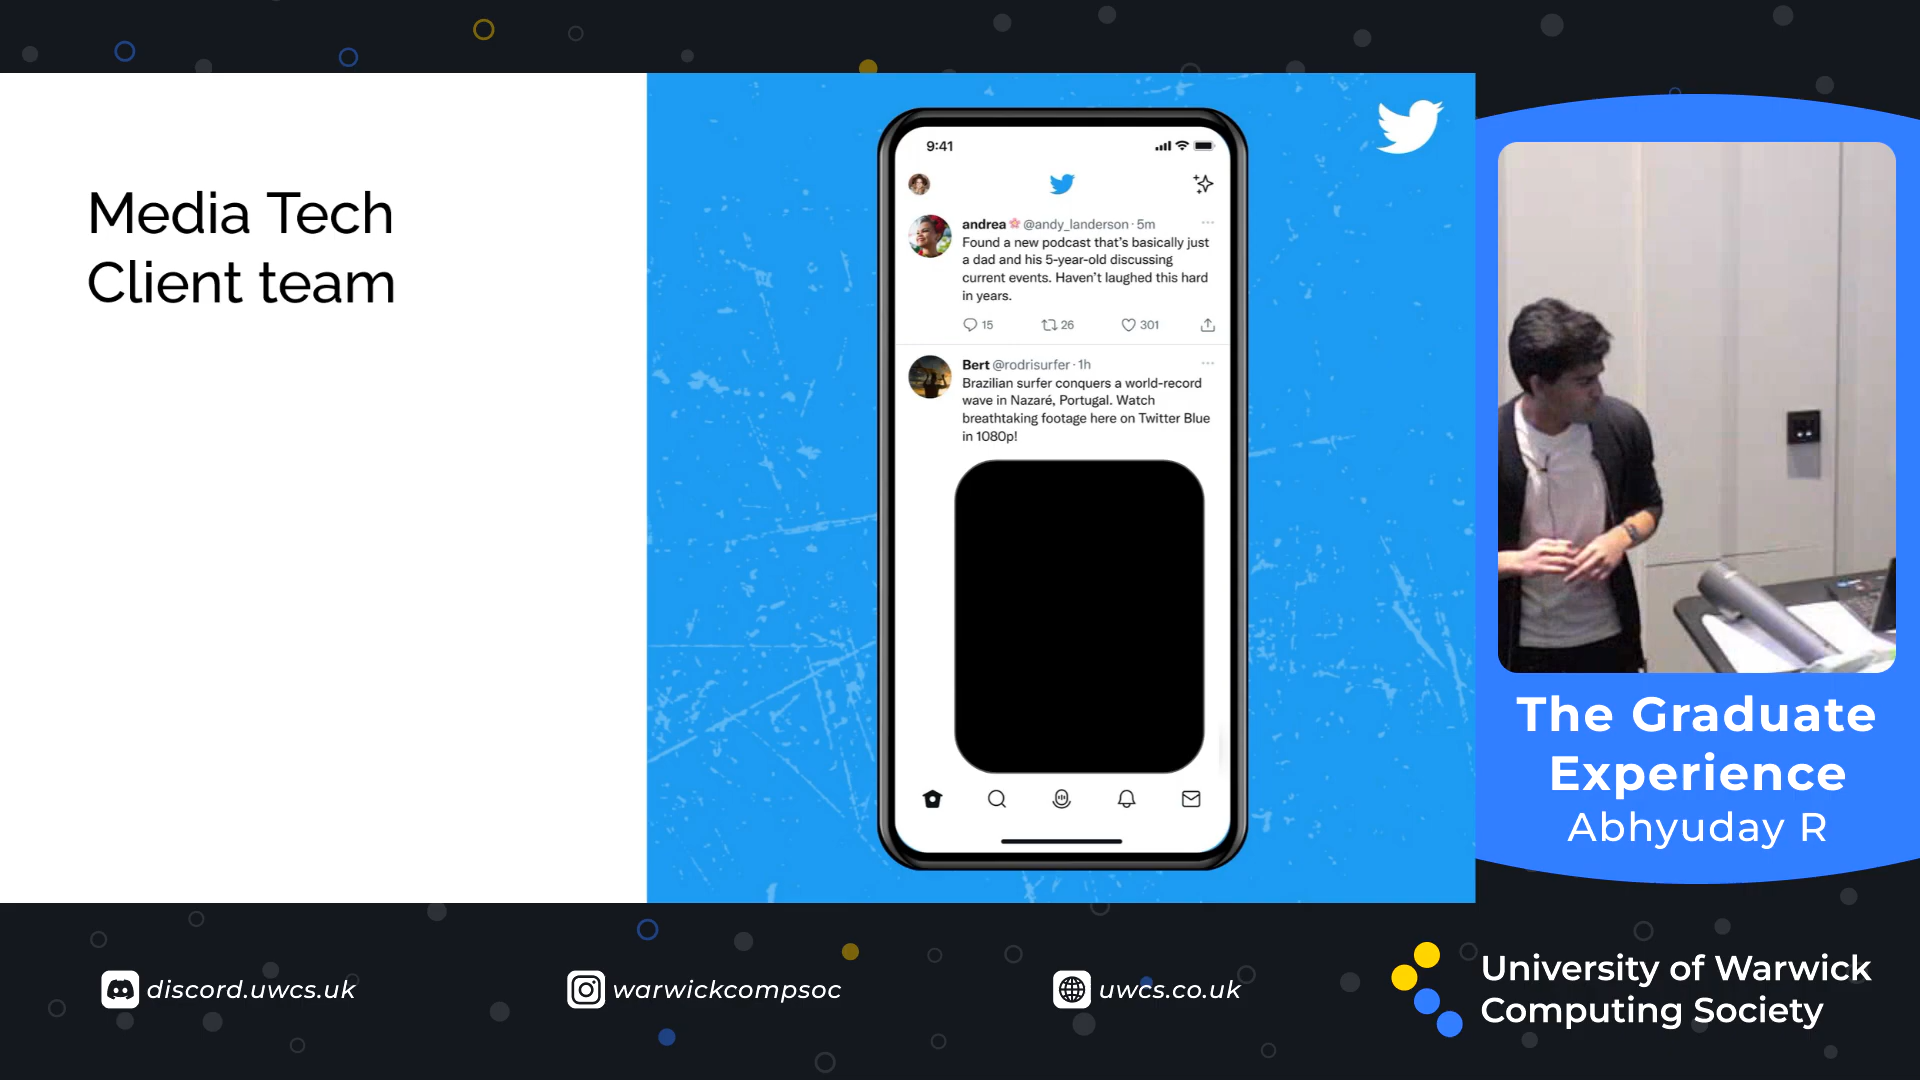 Media Tech
Client team
9:41
andrea @andy_landerson · 5m
Found a new podcast that's basically just
a dad and his 5-year-old discussing
current events. Haven't laughed this hard
in years.
15 26 301
Bert @rodrisurfer · 1h
Brazilian surfer conquers a world-record
wave in Nazaré, Portugal. Watch
breathtaking footage here on Twitter Blue
in 1080p!
The Graduate
Experience
Abhyuday R
discord.uwcs.uk
warwickcompsoc
uwcs.co.uk
University of Warwick
Computing Society